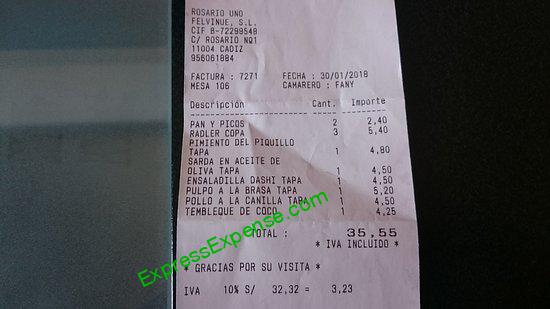 ROSARIO UNO
FELVINUE, S.L.
CIF B-72299548
C/ ROSARIO NQ1
11004 CADIZ
956061884
FACTURA : 7271 FECHA : 30/01/2018
MESA 106 CAMARERO : FANY
Descripción Cant. Importe
PAN Y PICOS 2 2,40
RADLER COPA 3 5,40
PIMIENTO DEL PIQUILLO
TAPA 1 4,80
SARDA EN ACEITE DE
OLIVA TAPA 1 4,50
ENSALADILLA DASHI TAPA 1 4,50
PULPO A LA BRASA TAPA 1 5,20
POLLO A LA CANILLA TAPA 1 4,50
TEMBLEQUE DE COCO 1 4,25
TOTAL : 35,55
* IVA INCLUIDO *
* GRACIAS POR SU VISITA *
IVA 10% S/ 32,32 = 3,23
ExpressExpense.com